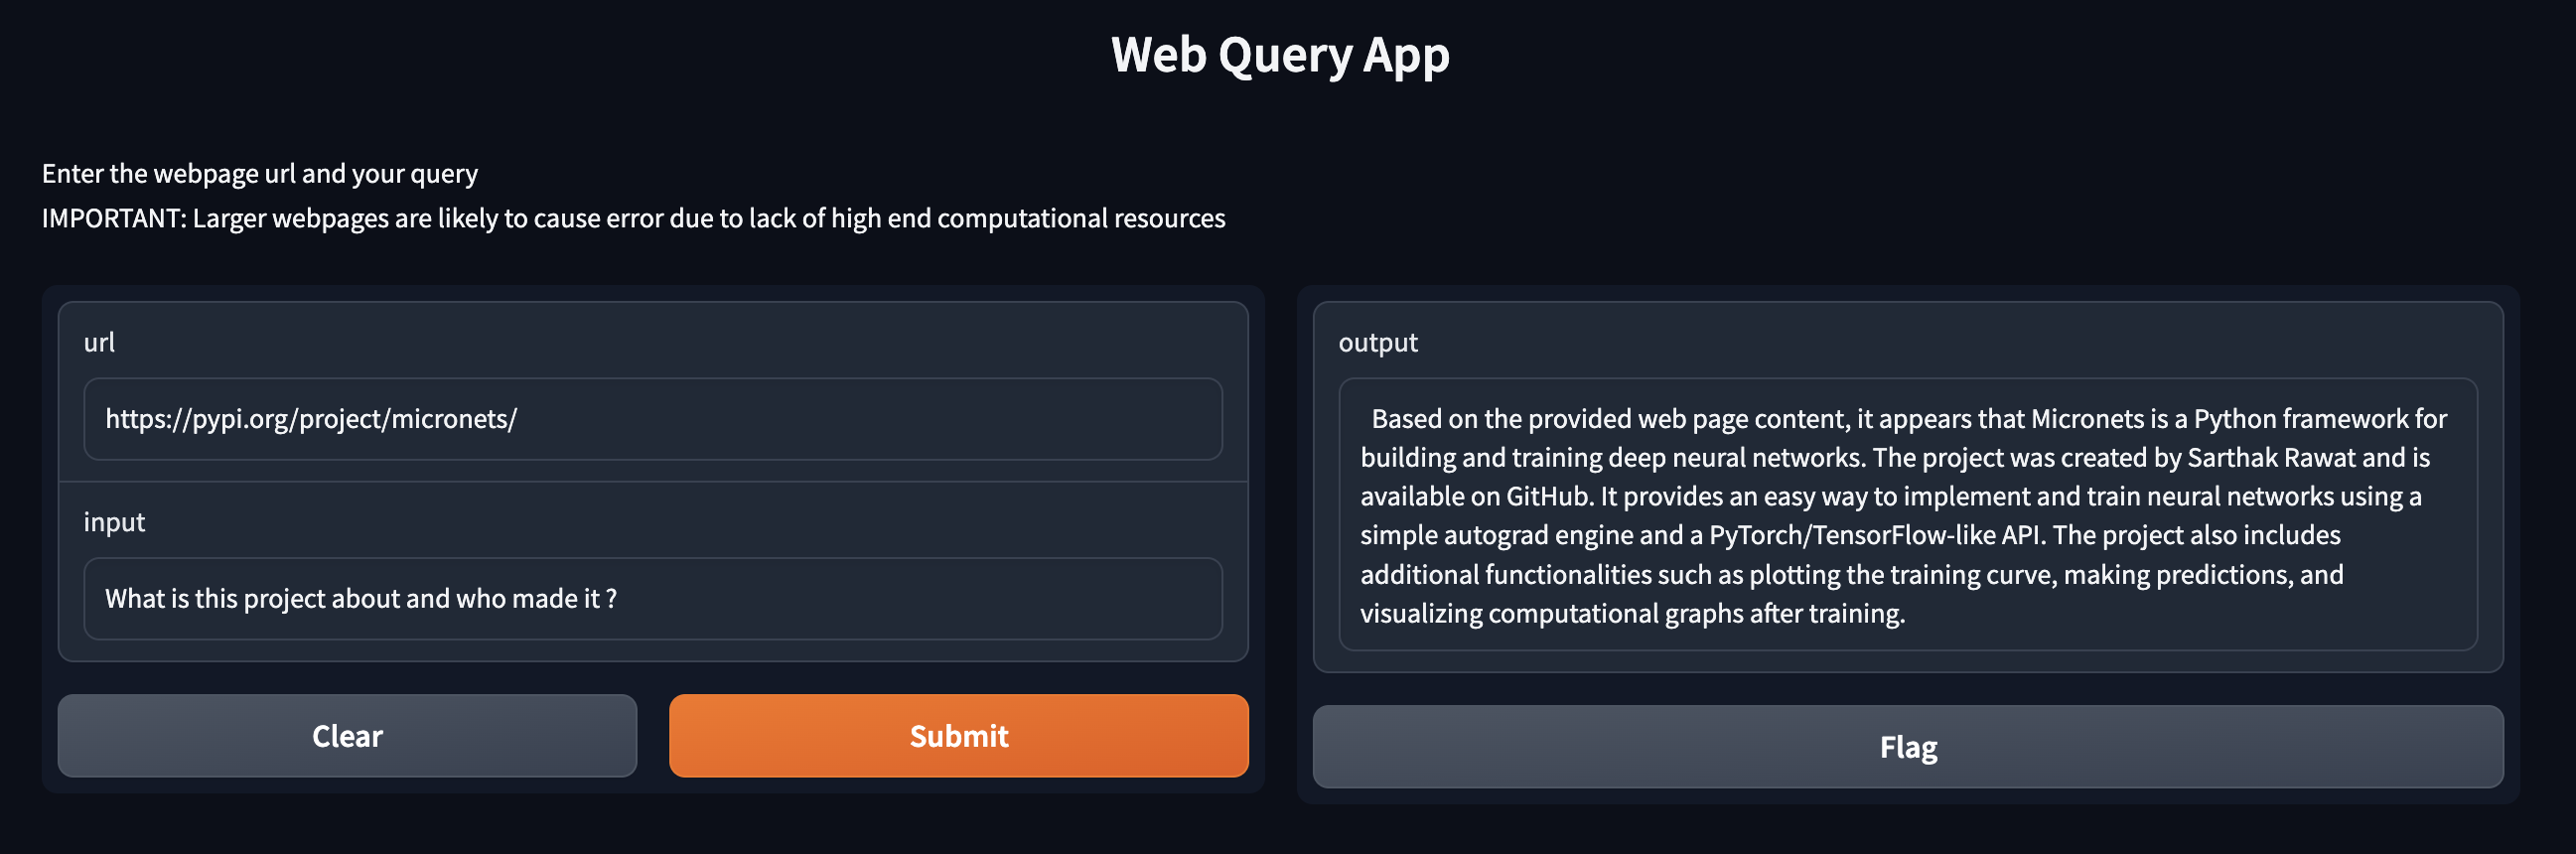 Web Query App
Enter the webpage url and your query
IMPORTANT: Larger webpages are likely to cause error due to lack of high end computational resources
url
https://pypi.org/project/micronets/
input
What is this project about and who made it ?
Clear
Submit
output
Based on the provided web page content, it appears that Micronets is a Python framework for
building and training deep neural networks. The project was created by Sarthak Rawat and is
available on GitHub. It provides an easy way to implement and train neural networks using a
simple autograd engine and a PyTorch/TensorFlow-like API. The project also includes
additional functionalities such as plotting the training curve, making predictions, and
visualizing computational graphs after training.
Flag